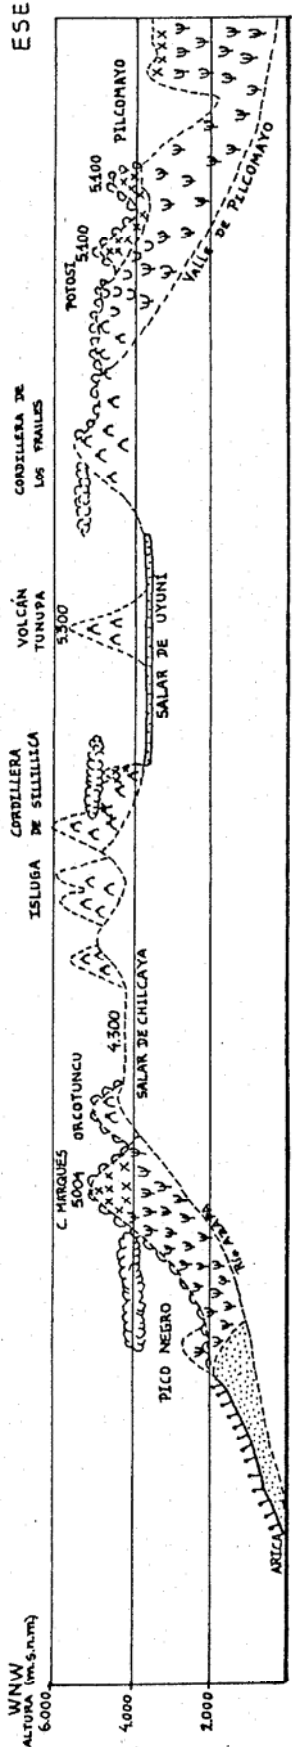 WNW
ALTURA (m.s.n.m)
6.000
4.000
2.000
ARICA
PICO NEGRO
C. MARQUES
5004
ORCOTUNCU
4.300
SALAR DE CHILCAYA
ISLUGA
CORDILLERA
DE SILLILLICA
VOLCÁN
TUNUPA
5.300
SALAR DE UYUNÍ
CORDILLERA DE
LOS FRAILES
POTOSÍ
5.100
5.100
PILCOMAYO
VALLE DE PILCOMAYO
ESE